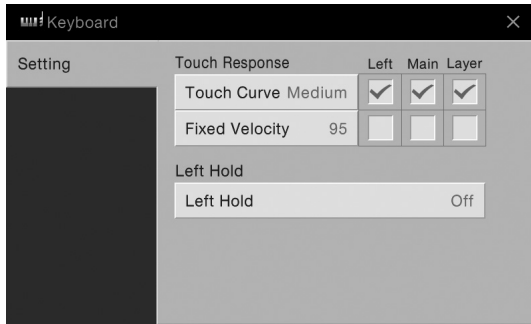 Keyboard
Setting
Touch Response Left Main Layer
Touch Curve Medium
Fixed Velocity 95
Left Hold
Left Hold Off